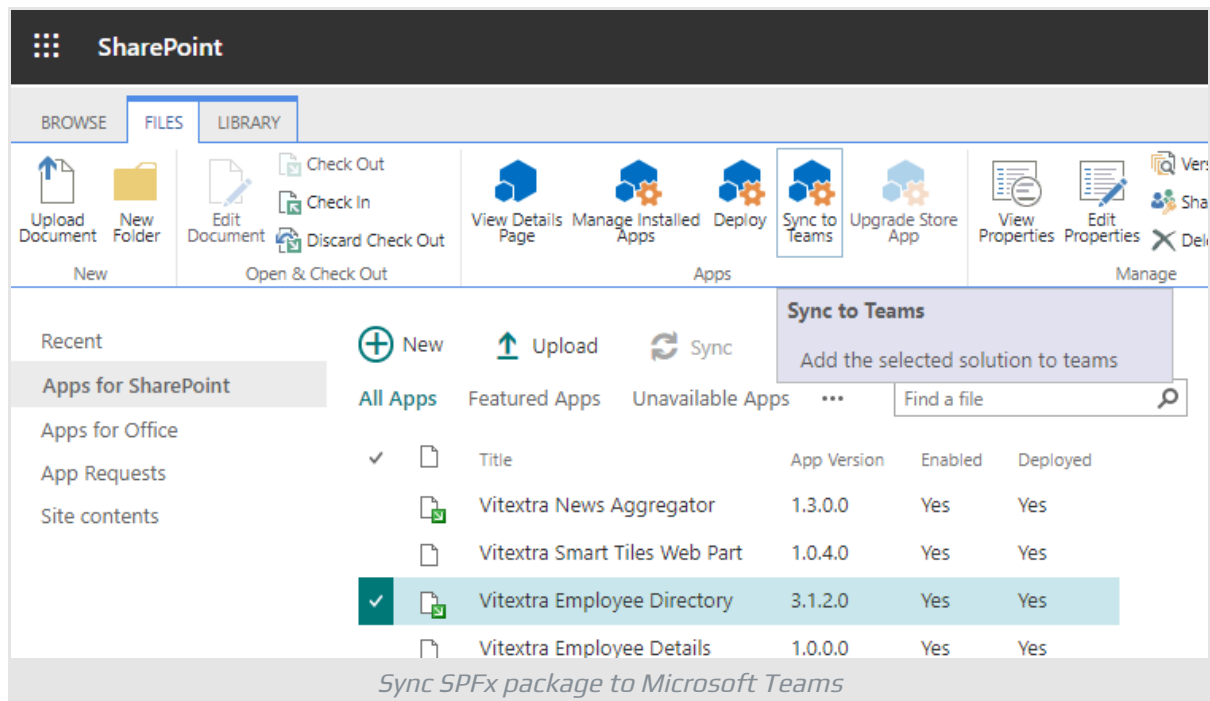 SharePoint
BROWSE FILES LIBRARY
Check Out
Check In
Discard Check Out
Upload Document
New Folder
Edit Document
View Details Page
Manage Installed Apps
Deploy
Sync to Teams
Upgrade Store App
View Properties
Edit Properties
New
Open & Check Out
Apps
Manage
Sync to Teams
Add the selected solution to teams
Recent
Apps for SharePoint
Apps for Office
App Requests
Site contents
New Upload Sync
All Apps Featured Apps Unavailable Apps ••• Find a file
Title App Version Enabled Deployed
Vitextra News Aggregator 1.3.0.0 Yes Yes
Vitextra Smart Tiles Web Part 1.0.4.0 Yes Yes
Vitextra Employee Directory 3.1.2.0 Yes Yes
Vitextra Employee Details 1.0.0.0 Yes Yes
Sync SPFx package to Microsoft Teams